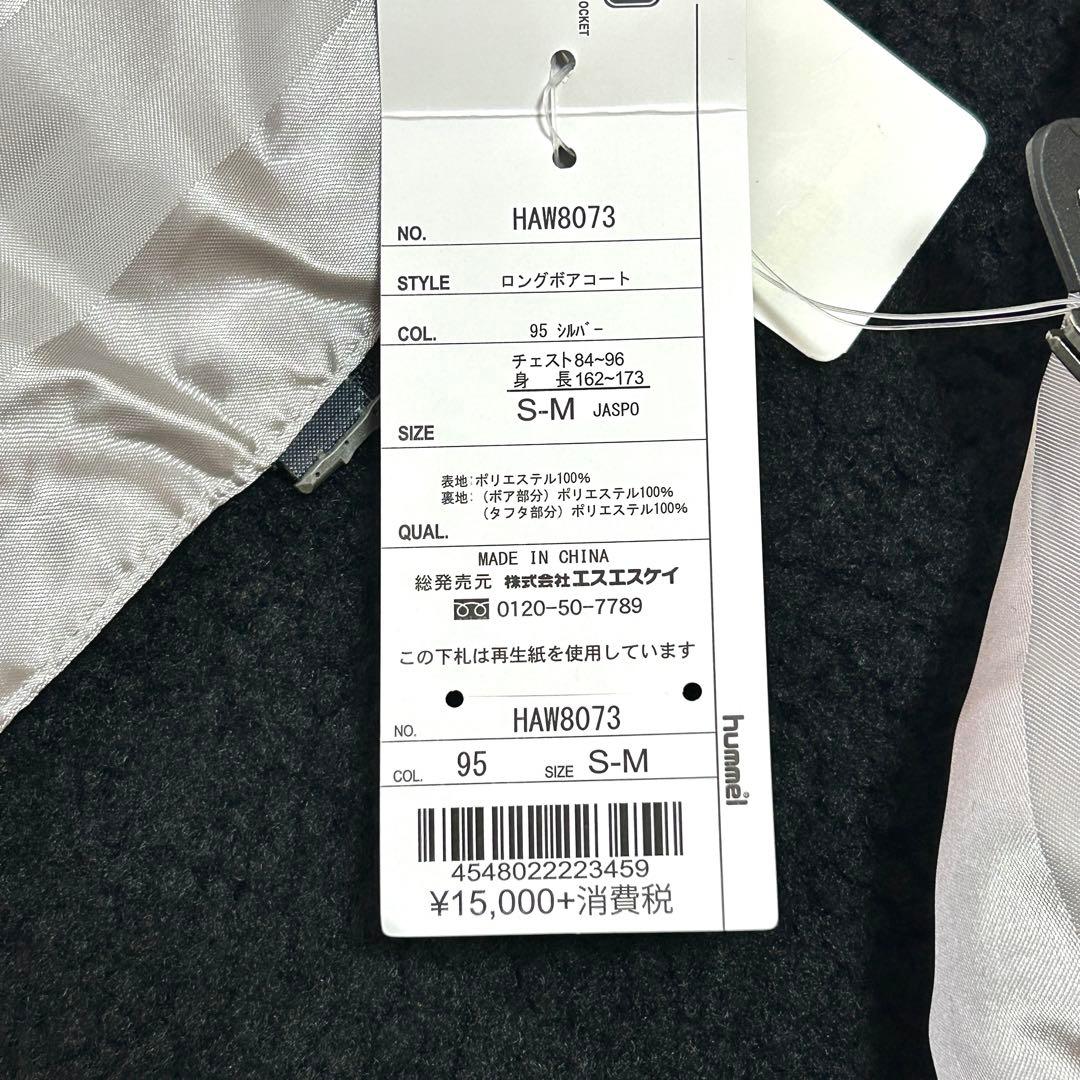 OCKET
NO. HAW8073
STYLE ロングボアコート
COL. 95 ｼﾙﾊﾞｰ
チェスト84~96
身 長162~173
S-M JASPO
SIZE
表地:ポリエステル100%
裏地:(ボア部分)ポリエステル100%
(タフタ部分)ポリエステル100%
QUAL.
MADE IN CHINA
総発売元 株式会社エスエスケイ
0120-50-7789
この下札は再生紙を使用しています
NO. HAW8073
COL. 95 SIZE S-M
hummel
4548022223459
¥15,000+消費税